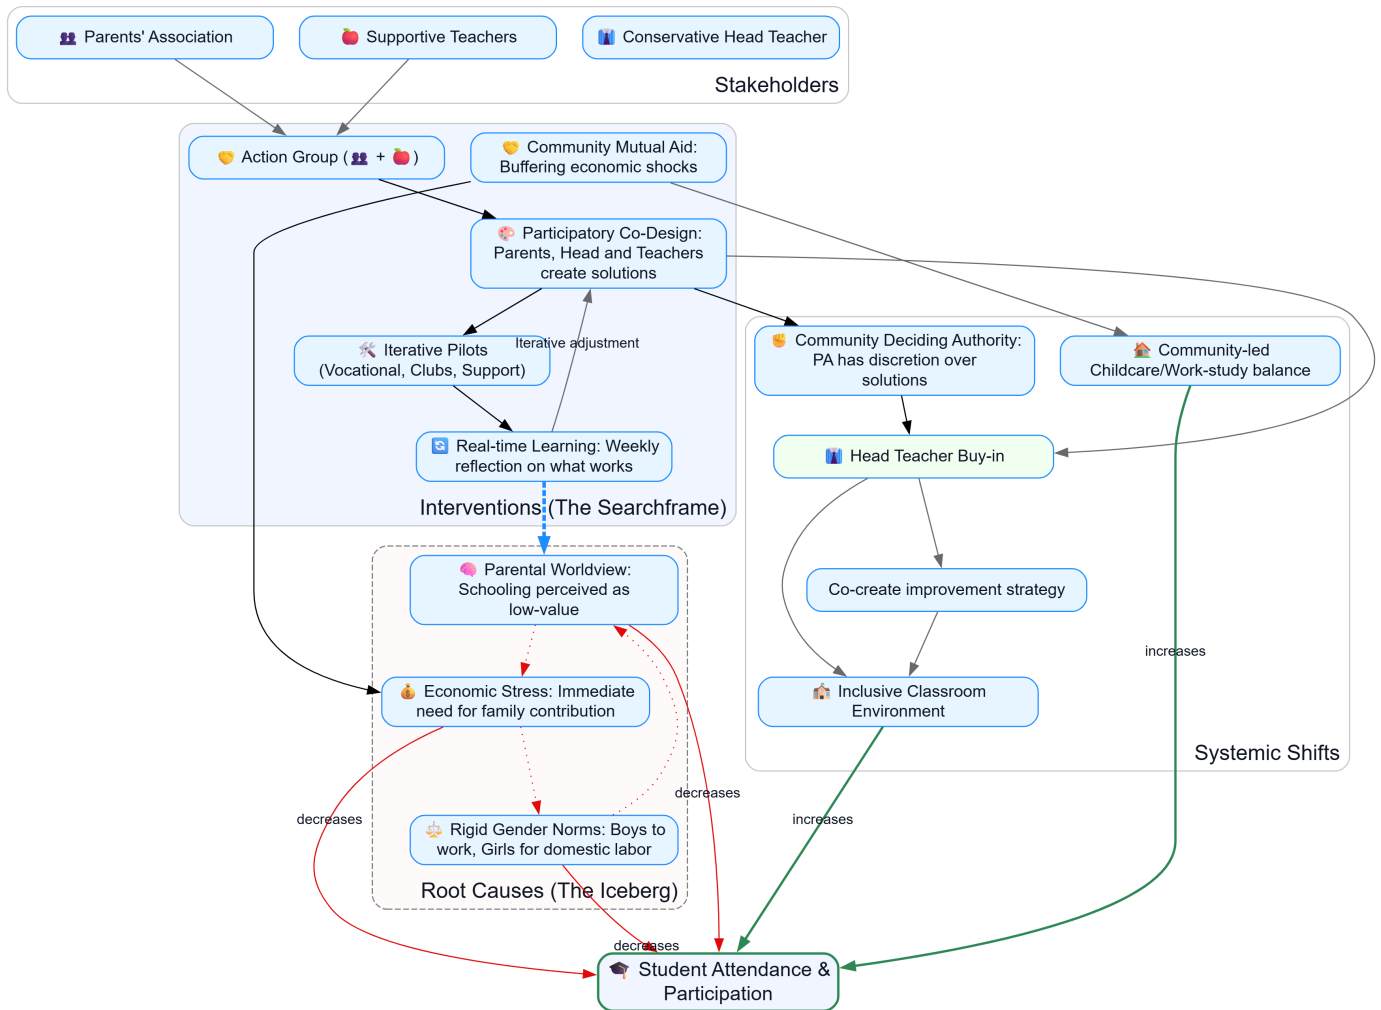 👥 Parents' Association
🍎 Supportive Teachers
👔 Conservative Head Teacher
Stakeholders
🤝 Action Group (👥 + 🍎)
🤝 Community Mutual Aid:
Buffering economic shocks
🎨 Participatory Co-Design:
Parents, Head and Teachers
create solutions
🛠️ Iterative Pilots
(Vocational, Clubs, Support)
Iterative adjustment
✊ Community Deciding Authority:
PA has discretion over
solutions
🏠 Community-led
Childcare/Work-study balance
🔄 Real-time Learning: Weekly
reflection on what works
Interventions (The Searchframe)
👔 Head Teacher Buy-in
🧠 Parental Worldview:
Schooling perceived as
low-value
Co-create improvement strategy
increases
💰 Economic Stress: Immediate
need for family contribution
🏫 Inclusive Classroom
Environment
Systemic Shifts
decreases
decreases
increases
⚖️ Rigid Gender Norms: Boys to
work, Girls for domestic labor
Root Causes (The Iceberg)
decreases
🎓 Student Attendance &
Participation